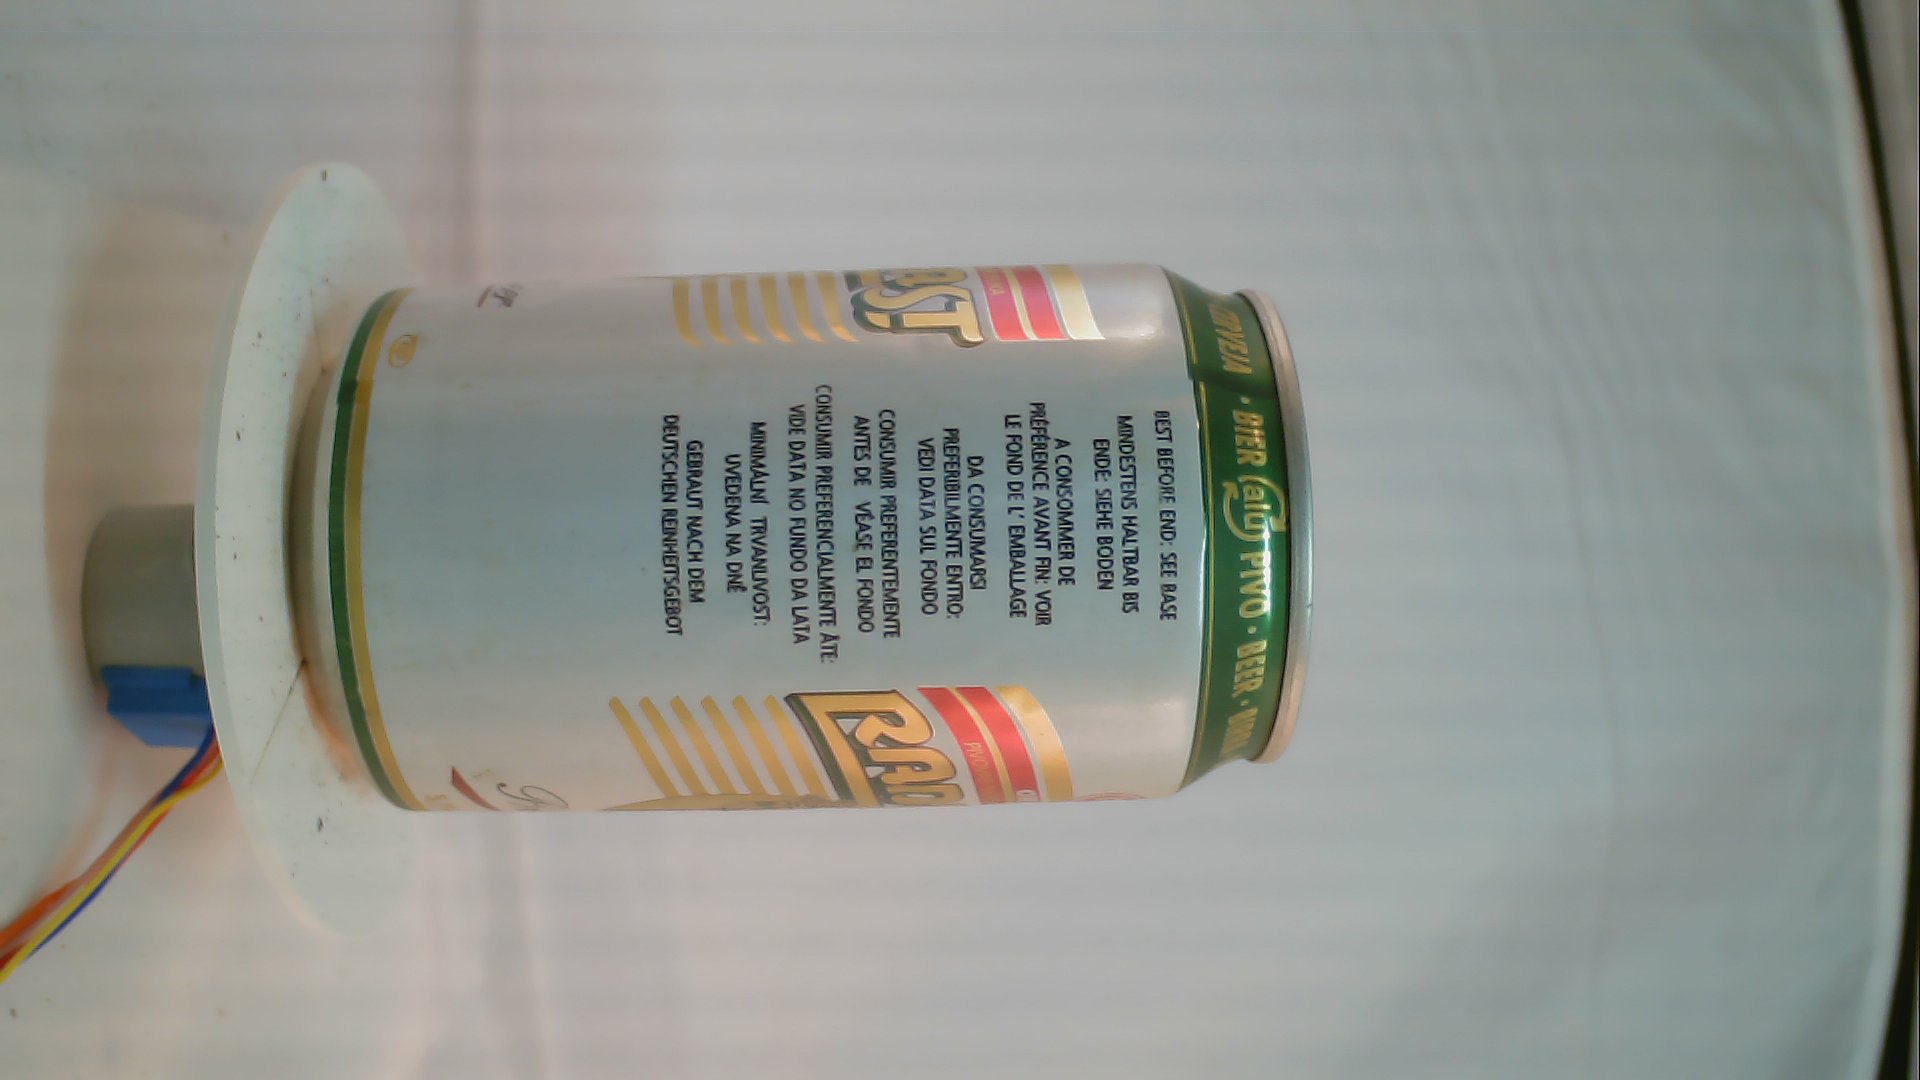 CERVEJA · BIER alu PIVO · BEER ·
BEST BEFORE END: SEE BASE
MINDESTENS HALTBAR BIS
ENDE: SIEHE BODEN
A CONSOMMER DE
PRÉFÉRENCE AVANT FIN: VOIR
LE FOND DE L' EMBALLAGE
DA CONSUMARSI
PREFERIBILMENTE ENTRO:
VEDI DATA SUL FONDO
CONSUMIR PREFERENTEMENTE
ANTES DE VÉASE EL FONDO
CONSUMIR PREFERENCIALMENTE ÂTE:
VIDE DATA NO FUNDO DA LATA
MINIMÁLNÍ TRVANLIVOST:
UVEDENA NA DNĚ
GEBRAUT NACH DEM
DEUTSCHEN REINHEITSGEBOT